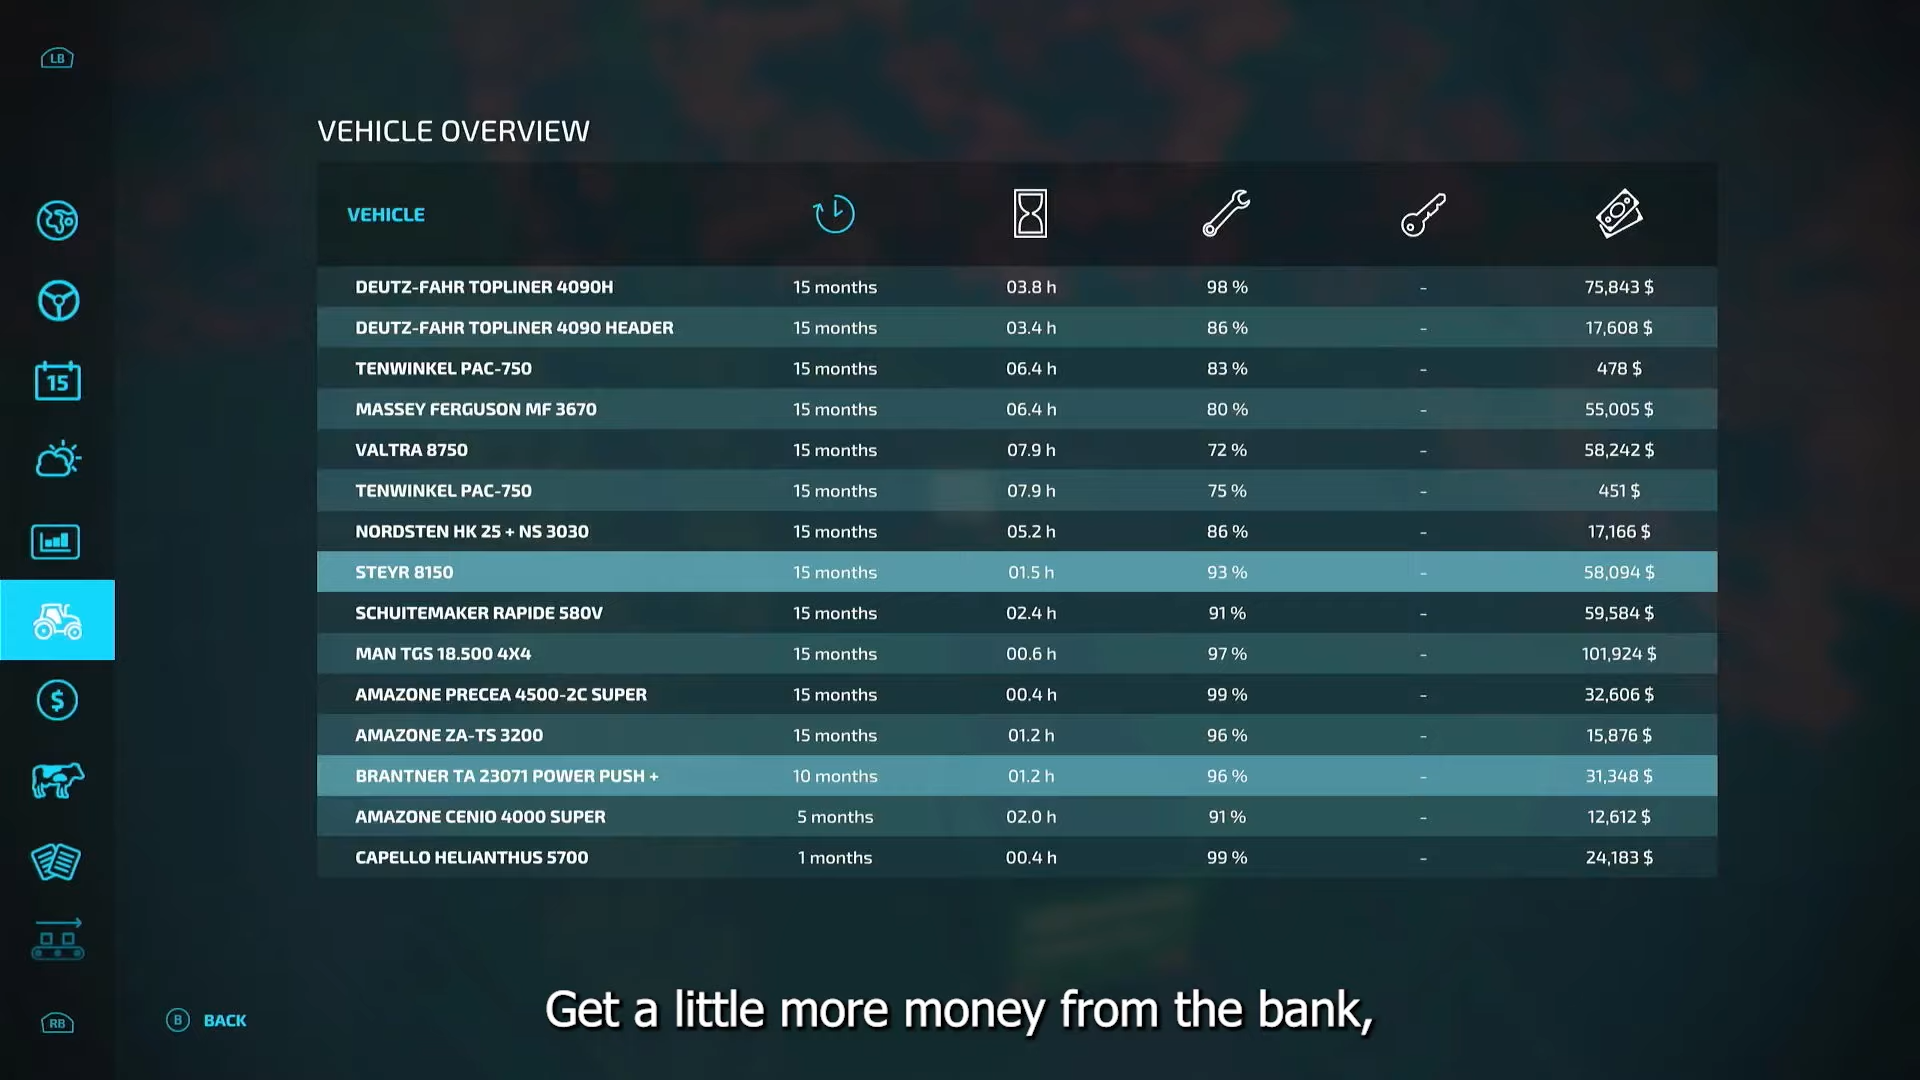 LB
VEHICLE OVERVIEW
VEHICLE
DEUTZ-FAHR TOPLINER 4090H 15 months 03.8 h 98 % - 75,843 $
DEUTZ-FAHR TOPLINER 4090 HEADER 15 months 03.4 h 86 % - 17,608 $
TENWINKEL PAC-750 15 months 06.4 h 83 % - 478 $
MASSEY FERGUSON MF 3670 15 months 06.4 h 80 % - 55,005 $
VALTRA 8750 15 months 07.9 h 72 % - 58,242 $
TENWINKEL PAC-750 15 months 07.9 h 75 % - 451 $
NORDSTEN HK 25 + NS 3030 15 months 05.2 h 86 % - 17,166 $
STEYR 8150 15 months 01.5 h 93 % - 58,094 $
SCHUITEMAKER RAPIDE 580V 15 months 02.4 h 91 % - 59,584 $
MAN TGS 18.500 4X4 15 months 00.6 h 97 % - 101,924 $
AMAZONE PRECEA 4500-2C SUPER 15 months 00.4 h 99 % - 32,606 $
AMAZONE ZA-TS 3200 15 months 01.2 h 96 % - 15,876 $
BRANTNER TA 23071 POWER PUSH + 10 months 01.2 h 96 % - 31,348 $
AMAZONE CENIO 4000 SUPER 5 months 02.0 h 91 % - 12,612 $
CAPELLO HELIANTHUS 5700 1 months 00.4 h 99 % - 24,183 $
15
$
RB
B BACK
Get a little more money from the bank,